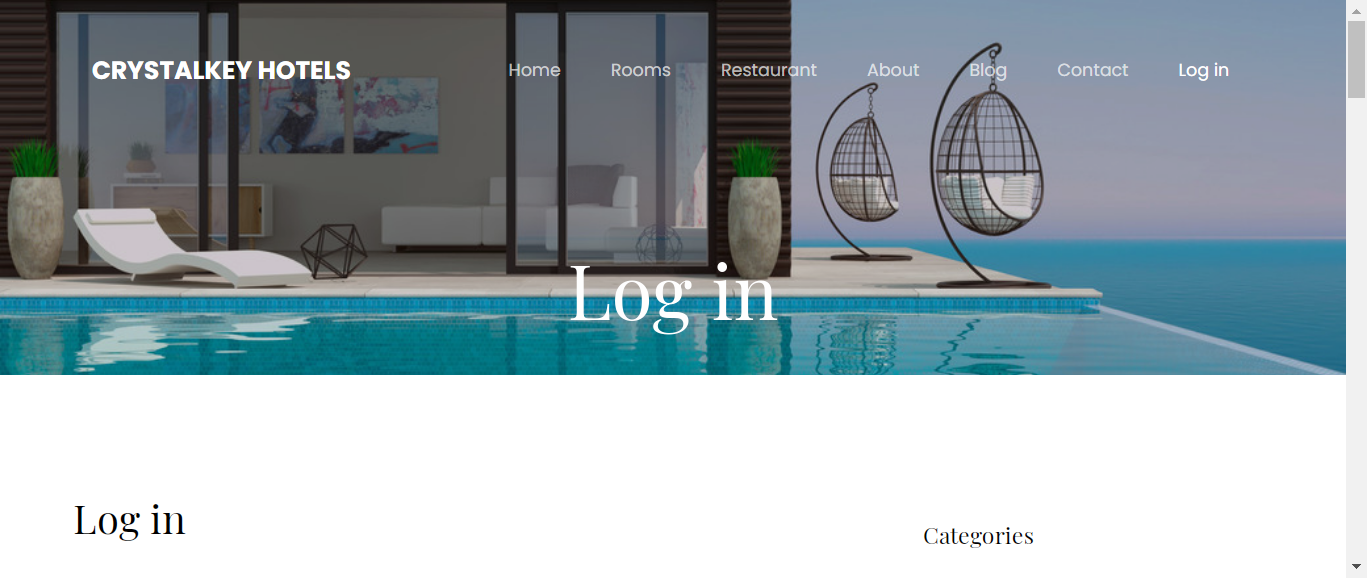 CRYSTALKEY HOTELS
Home Rooms Restaurant About Blog Contact Log in
Log in
Log in
Categories